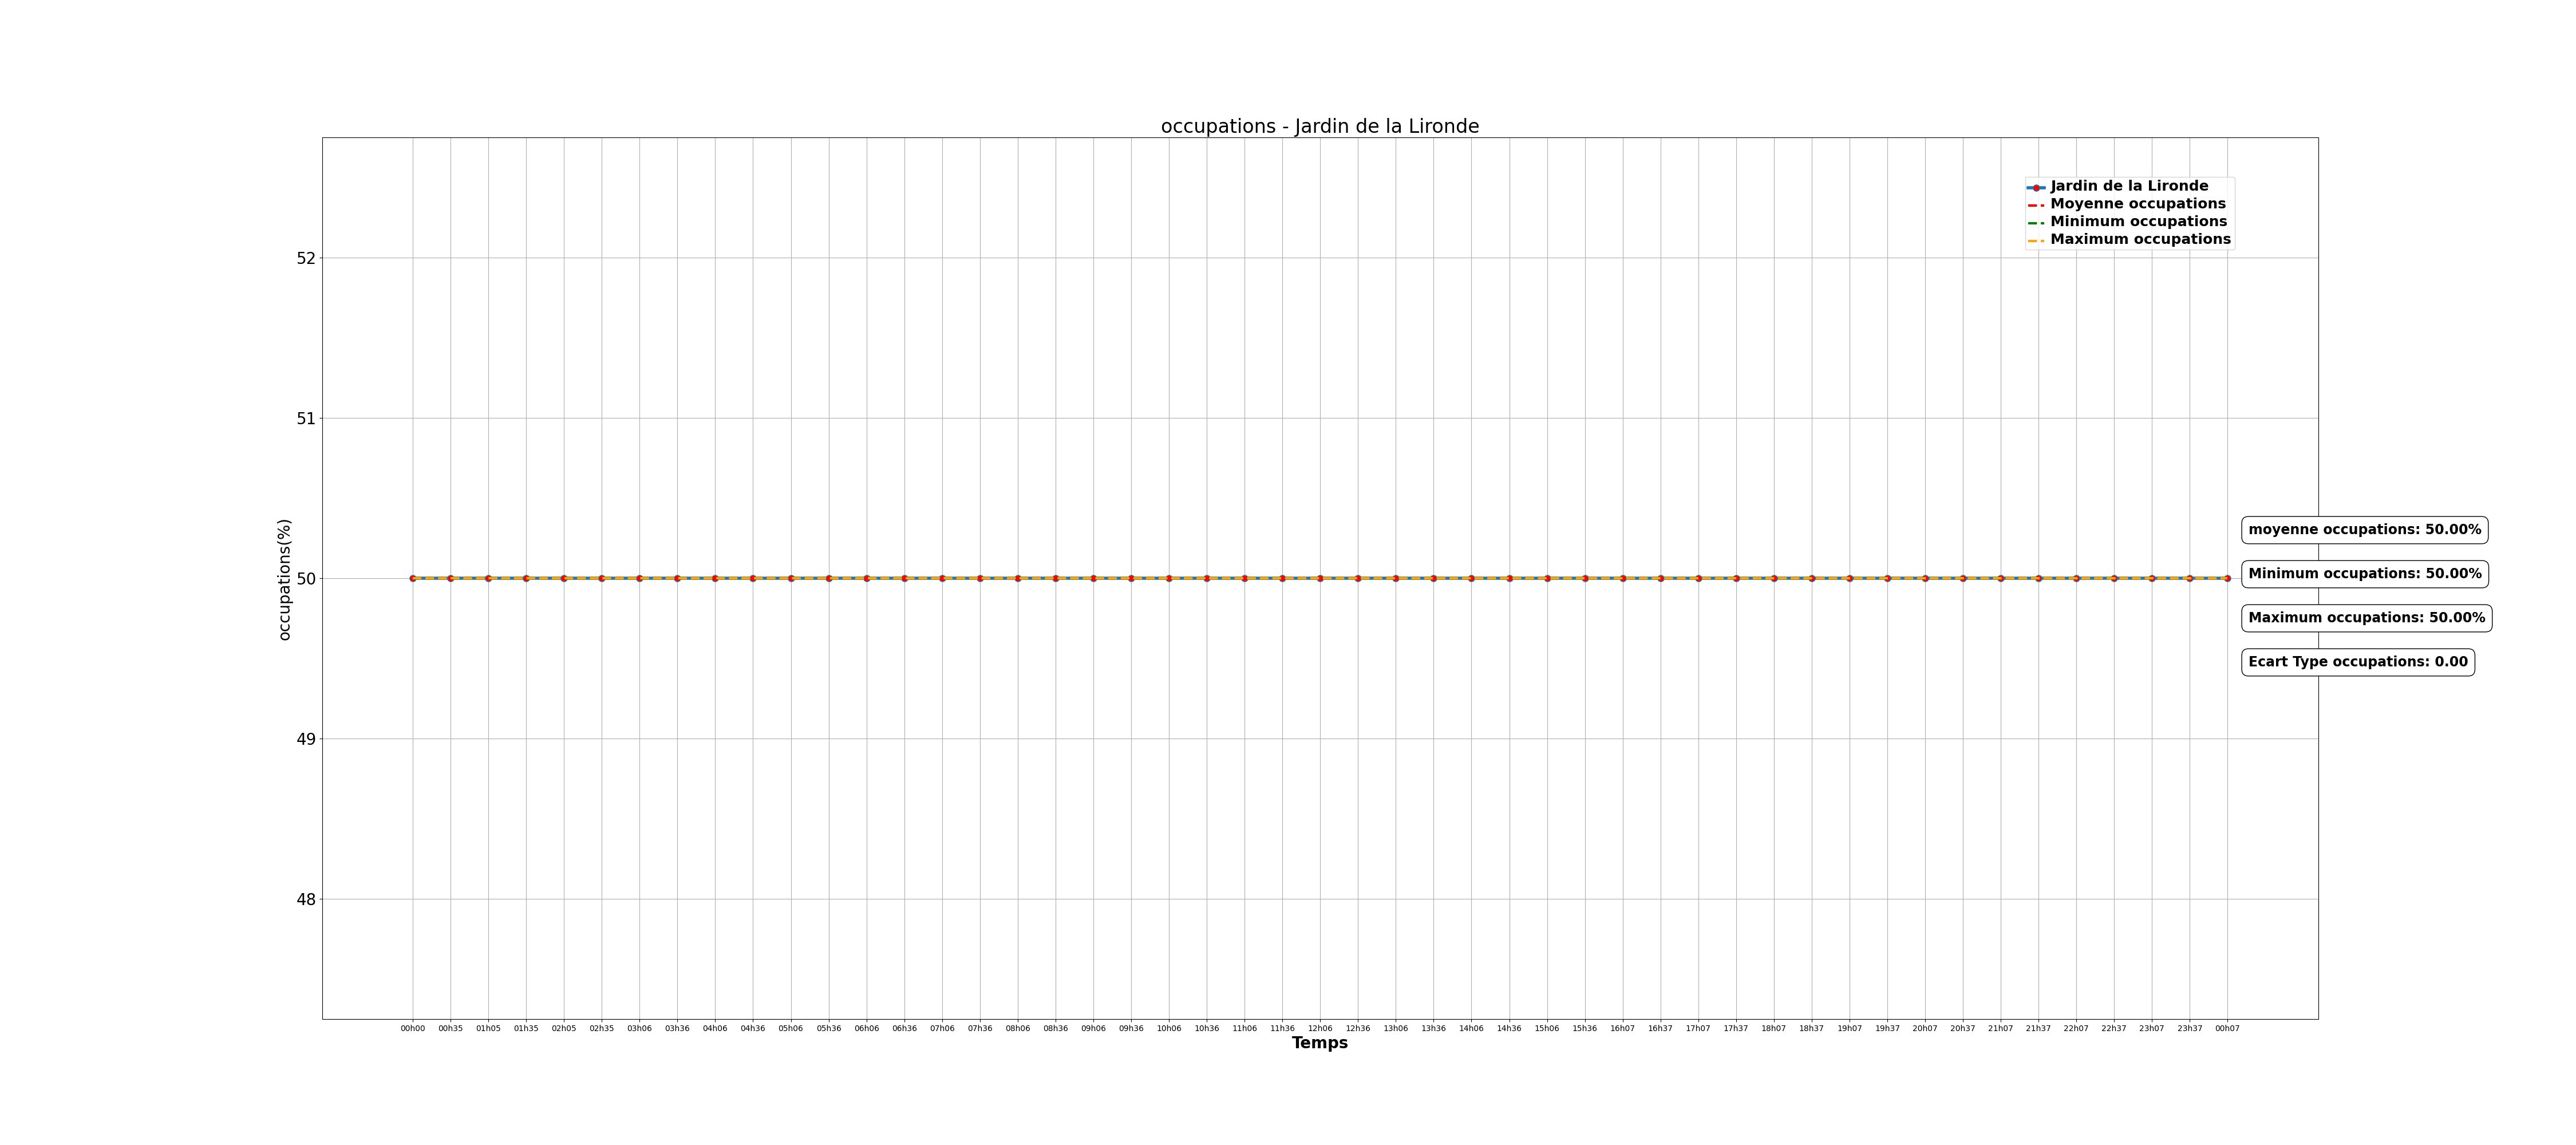 occupations - Jardin de la Lironde
Jardin de la Lironde
Moyenne occupations
Minimum occupations
Maximum occupations
52
51
50
49
48
occupations(%)
moyenne occupations: 50.00%
Minimum occupations: 50.00%
Maximum occupations: 50.00%
Ecart Type occupations: 0.00
00h00 00h35 01h05 01h35 02h05 02h35 03h06 03h36 04h06 04h36 05h06 05h36 06h06 06h36 07h06 07h36 08h06 08h36 09h06 09h36 10h06 10h36 11h06 11h36 12h06 12h36 13h06 13h36 14h06 14h36 15h06 15h36 16h07 16h37 17h07 17h37 18h07 18h37 19h07 19h37 20h07 20h37 21h07 21h37 22h07 22h37 23h07 23h37 00h07
Temps